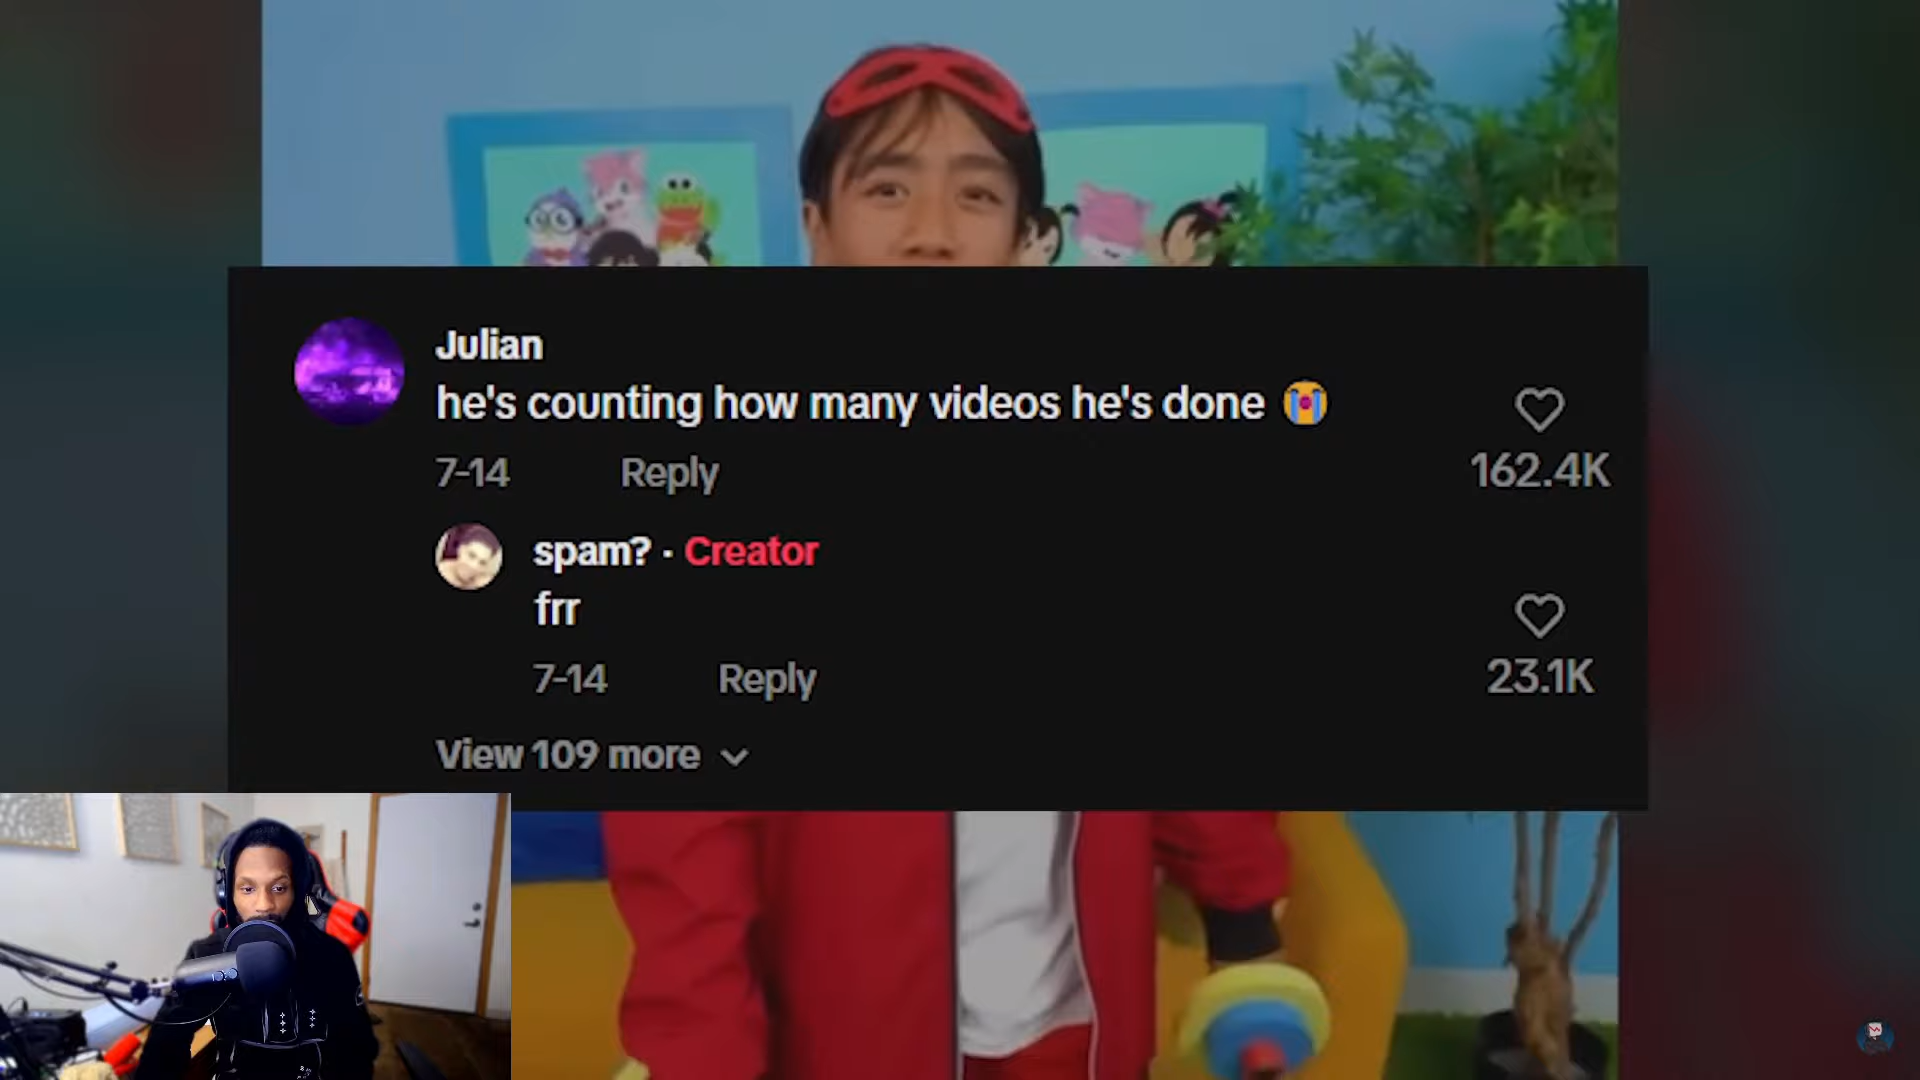 Julian
he's counting how many videos he's done 😭
7-14 Reply
162.4K
spam? · Creator
frr
7-14 Reply
23.1K
View 109 more